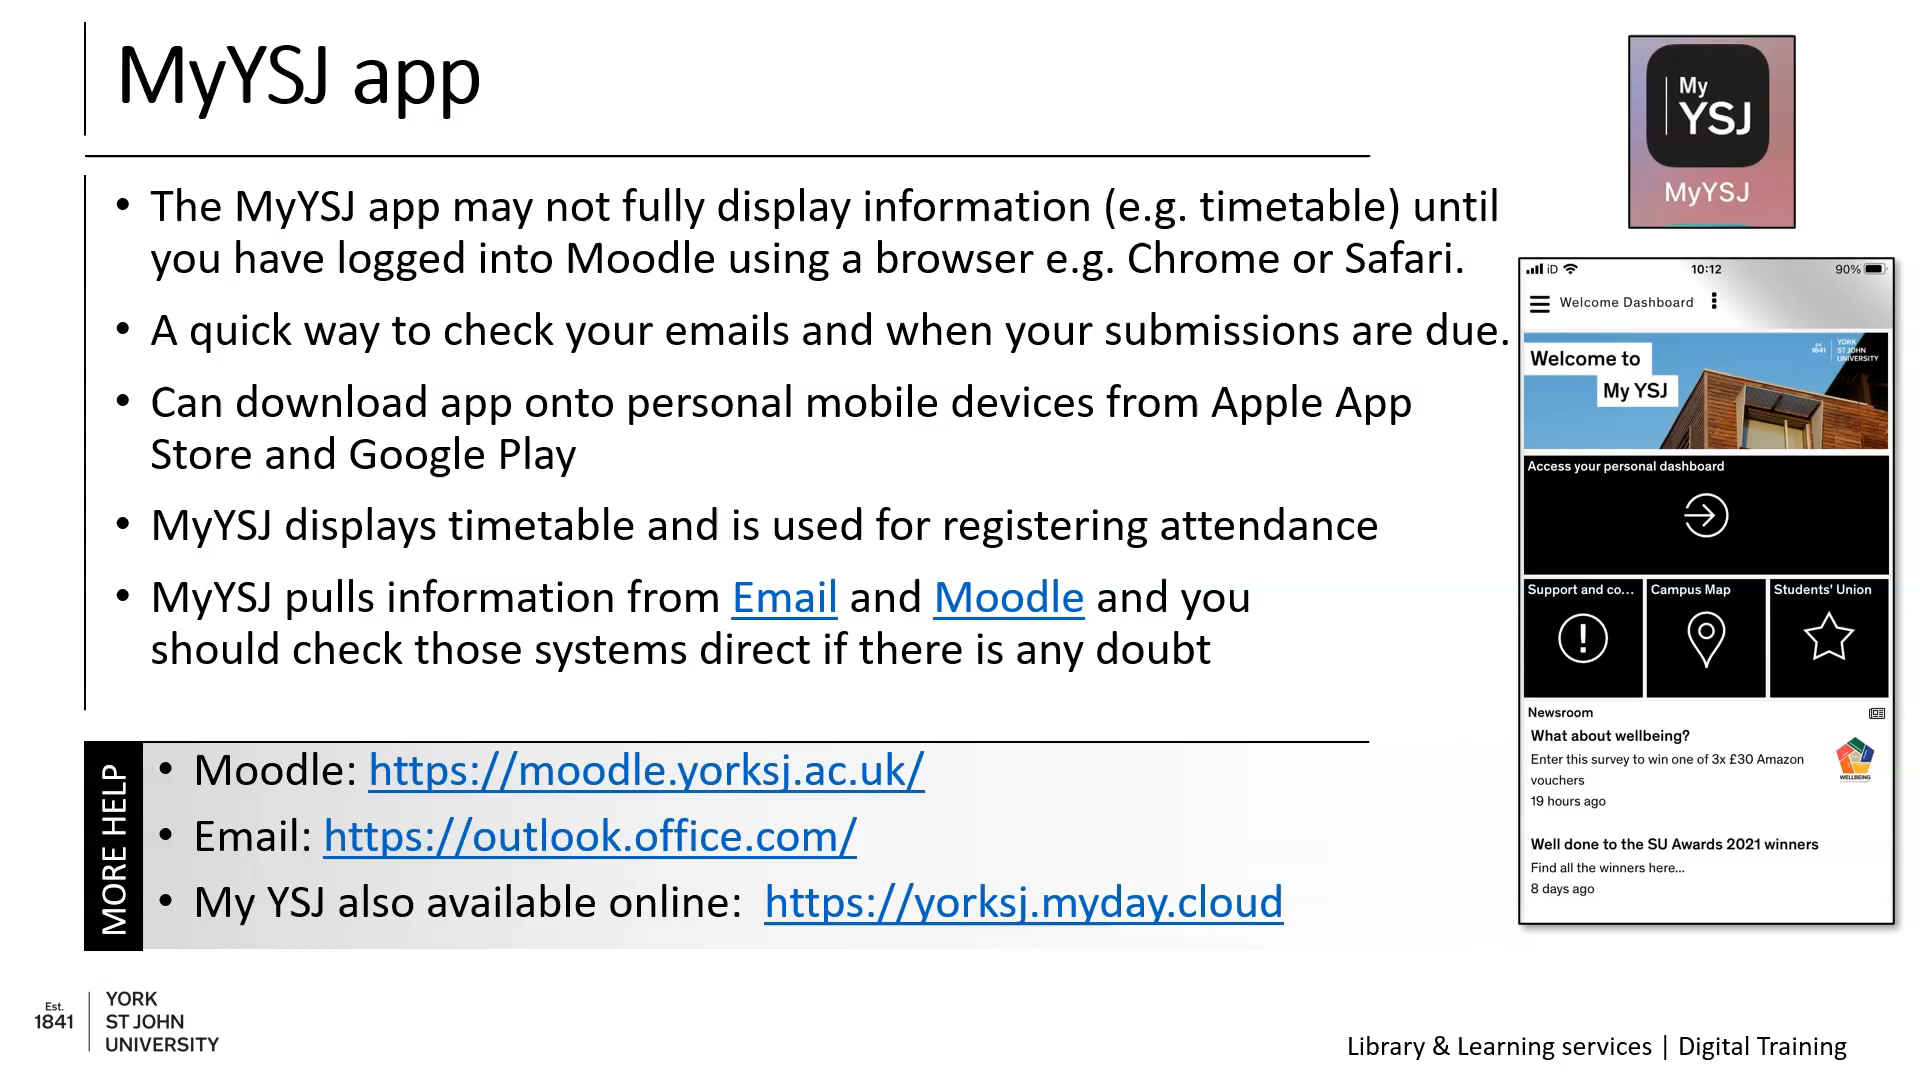 MyYSJ app
• The MyYSJ app may not fully display information (e.g. timetable) until
you have logged into Moodle using a browser e.g. Chrome or Safari.
• A quick way to check your emails and when your submissions are due.
• Can download app onto personal mobile devices from Apple App
Store and Google Play
• MyYSJ displays timetable and is used for registering attendance
• MyYSJ pulls information from Email and Moodle and you
should check those systems direct if there is any doubt
MORE HELP
• Moodle: https://moodle.yorksj.ac.uk/
• Email: https://outlook.office.com/
• My YSJ also available online: https://yorksj.myday.cloud
My
YSJ
MyYSJ
iD 10:12 90%
Welcome Dashboard
Welcome to
My YSJ
Est.
1841
YORK
ST JOHN
UNIVERSITY
Access your personal dashboard
Support and co... Campus Map Students' Union
Newsroom
What about wellbeing?
Enter this survey to win one of 3x £30 Amazon
vouchers
19 hours ago
WELLBEING
Well done to the SU Awards 2021 winners
Find all the winners here...
8 days ago
Est.
1841
YORK
ST JOHN
UNIVERSITY
Library & Learning services | Digital Training